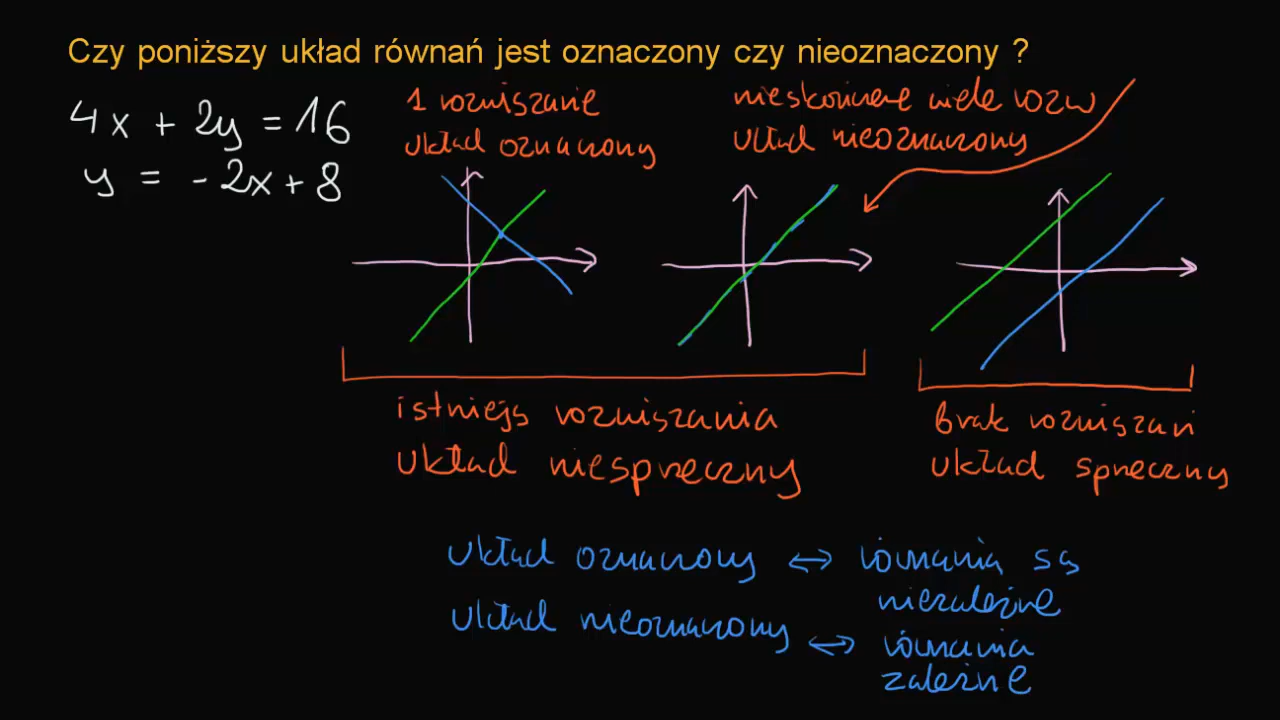 Czy poniższy układ równań jest oznaczony czy nieoznaczony ?
4x + 2y = 16
y = -2x + 8
1 rozwiązanie
układ oznaczony
nieskończenie wiele rozw
układ nieoznaczony
istnieją rozwiązania
układ niesprzeczny
brak rozwiązań
układ sprzeczny
układ oznaczony ↔ równania są
niezależne
układ nieoznaczony ↔ równania
zależne